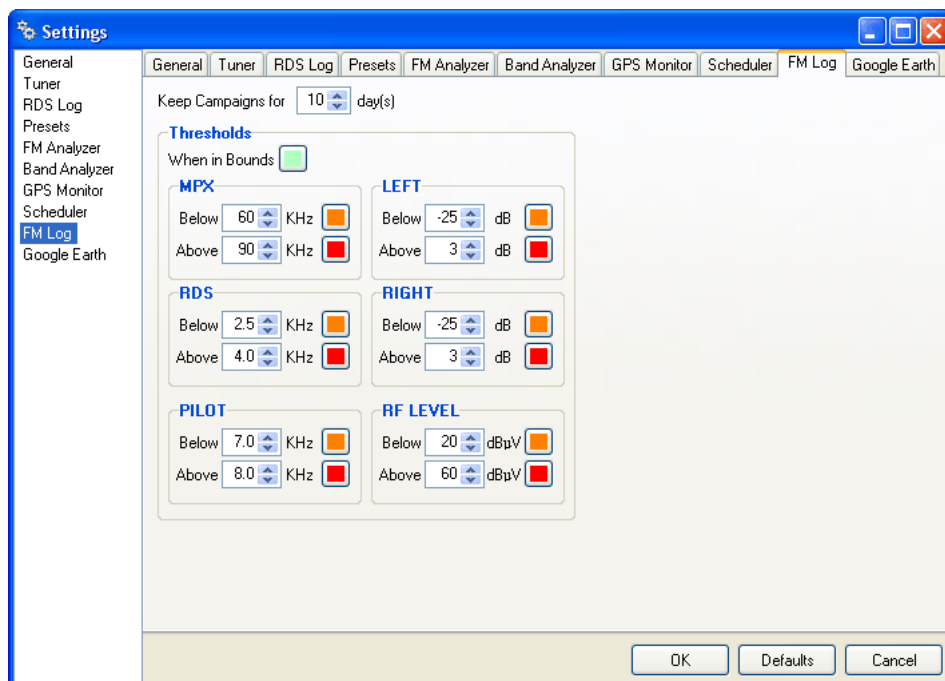 Settings
General
Tuner
RDS Log
Presets
FM Analyzer
Band Analyzer
GPS Monitor
Scheduler
FM Log
Google Earth
General Tuner RDS Log Presets FM Analyzer Band Analyzer GPS Monitor Scheduler FM Log Google Earth
Keep Campaigns for 10 day(s)
Thresholds
When in Bounds
MPX
Below 60 KHz
Above 90 KHz
LEFT
Below -25 dB
Above 3 dB
RDS
Below 2.5 KHz
Above 4.0 KHz
RIGHT
Below -25 dB
Above 3 dB
PILOT
Below 7.0 KHz
Above 8.0 KHz
RF LEVEL
Below 20 dBµV
Above 60 dBµV
OK Defaults Cancel